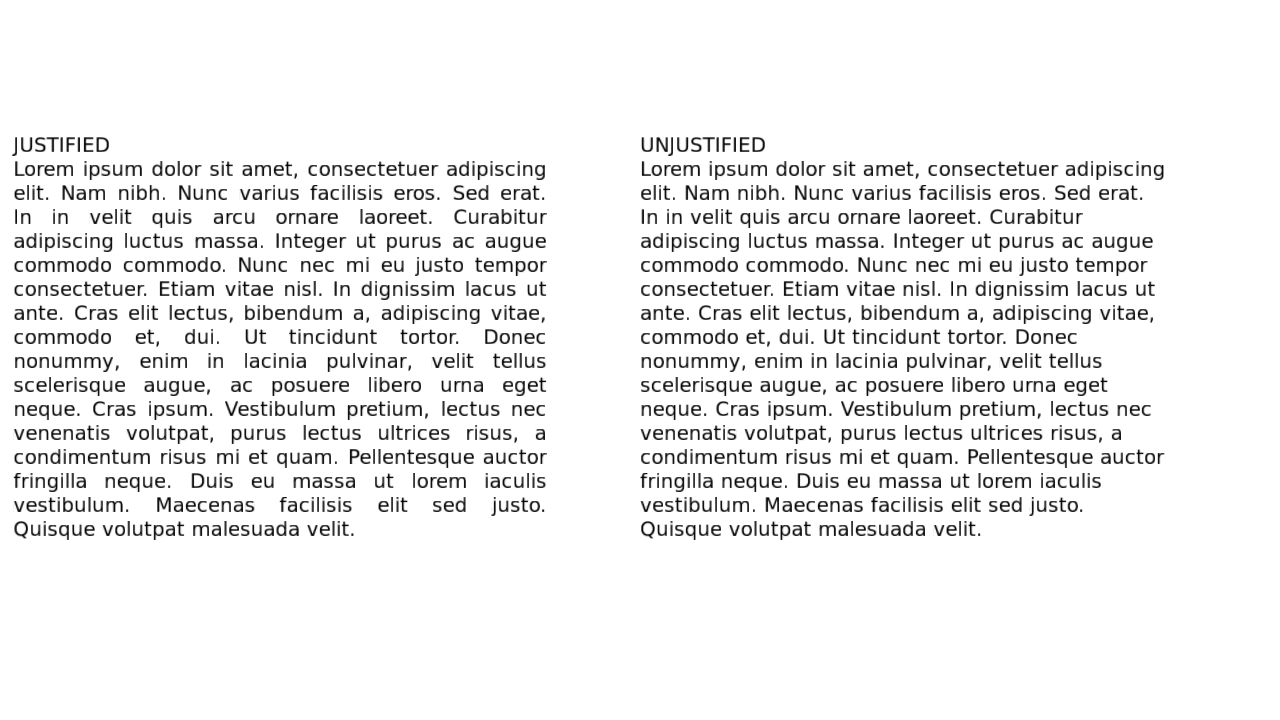 JUSTIFIED
Lorem ipsum dolor sit amet, consectetuer adipiscing
elit. Nam nibh. Nunc varius facilisis eros. Sed erat.
In in velit quis arcu ornare laoreet. Curabitur
adipiscing luctus massa. Integer ut purus ac augue
commodo commodo. Nunc nec mi eu justo tempor
consectetuer. Etiam vitae nisl. In dignissim lacus ut
ante. Cras elit lectus, bibendum a, adipiscing vitae,
commodo et, dui. Ut tincidunt tortor. Donec
nonummy, enim in lacinia pulvinar, velit tellus
scelerisque augue, ac posuere libero urna eget
neque. Cras ipsum. Vestibulum pretium, lectus nec
venenatis volutpat, purus lectus ultrices risus, a
condimentum risus mi et quam. Pellentesque auctor
fringilla neque. Duis eu massa ut lorem iaculis
vestibulum. Maecenas facilisis elit sed justo.
Quisque volutpat malesuada velit.
UNJUSTIFIED
Lorem ipsum dolor sit amet, consectetuer adipiscing
elit. Nam nibh. Nunc varius facilisis eros. Sed erat.
In in velit quis arcu ornare laoreet. Curabitur
adipiscing luctus massa. Integer ut purus ac augue
commodo commodo. Nunc nec mi eu justo tempor
consectetuer. Etiam vitae nisl. In dignissim lacus ut
ante. Cras elit lectus, bibendum a, adipiscing vitae,
commodo et, dui. Ut tincidunt tortor. Donec
nonummy, enim in lacinia pulvinar, velit tellus
scelerisque augue, ac posuere libero urna eget
neque. Cras ipsum. Vestibulum pretium, lectus nec
venenatis volutpat, purus lectus ultrices risus, a
condimentum risus mi et quam. Pellentesque auctor
fringilla neque. Duis eu massa ut lorem iaculis
vestibulum. Maecenas facilisis elit sed justo.
Quisque volutpat malesuada velit.